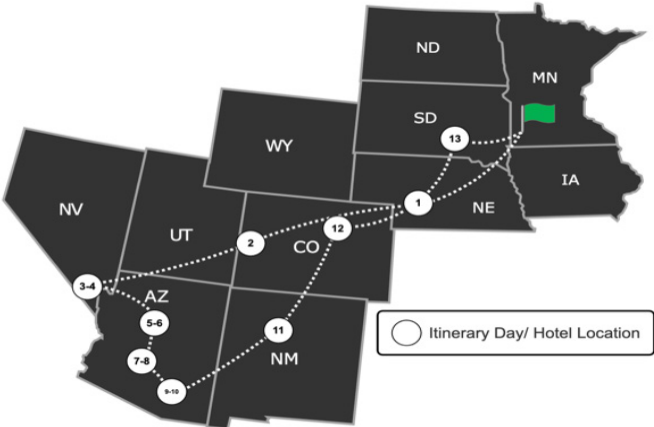 ND
MN
SD
13
WY
IA
NV
1
NE
UT
2
CO
12
3-4
AZ
5-6
11
Itinerary Day/ Hotel Location
7-8
NM
9-10